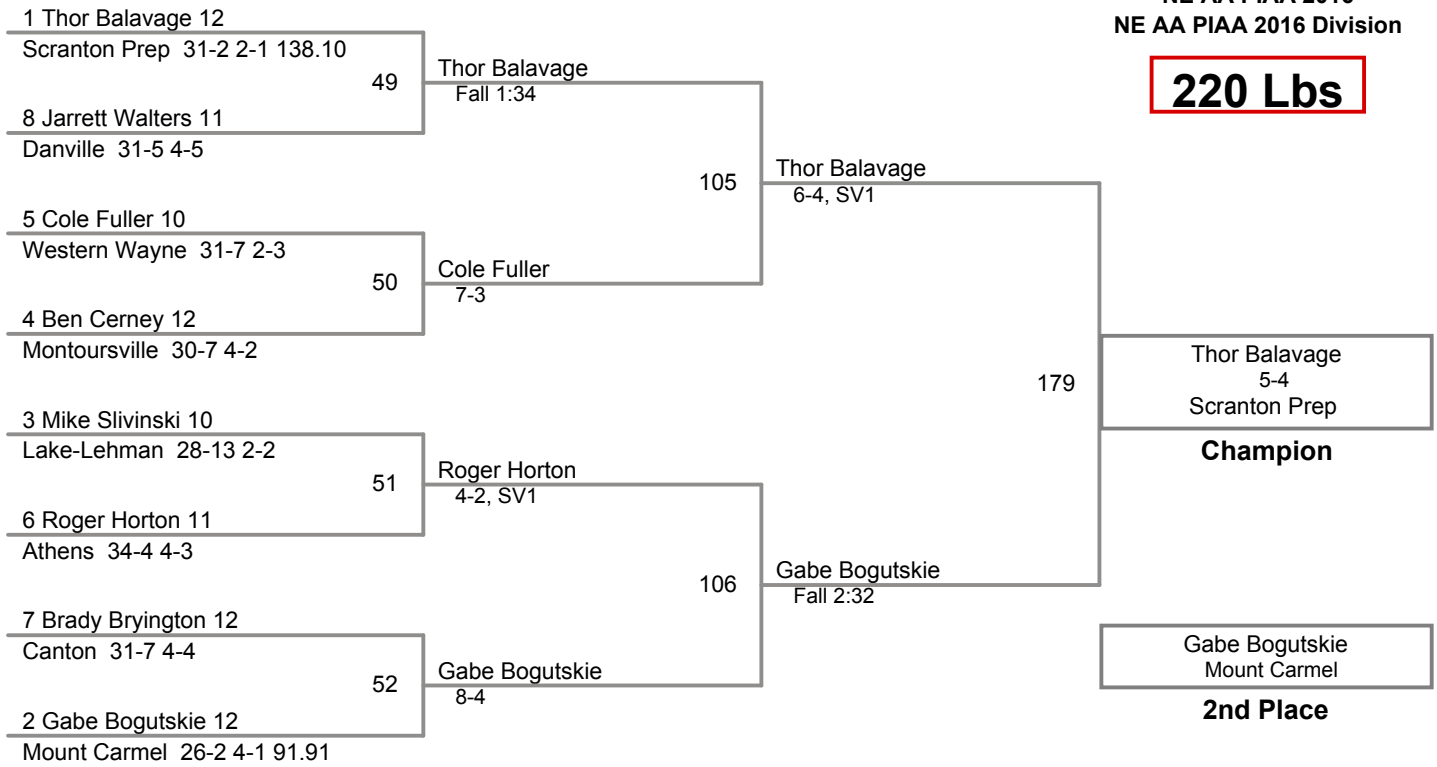 NE AA PIAA 2016
NE AA PIAA 2016 Division
220 Lbs
1 Thor Balavage 12
Scranton Prep 31-2 2-1 138.10
49
Thor Balavage
Fall 1:34
8 Jarrett Walters 11
Danville 31-5 4-5
105
Thor Balavage
6-4, SV1
5 Cole Fuller 10
Western Wayne 31-7 2-3
50
Cole Fuller
7-3
4 Ben Cerney 12
Montoursville 30-7 4-2
179
Thor Balavage
5-4
Scranton Prep
Champion
3 Mike Slivinski 10
Lake-Lehman 28-13 2-2
51
Roger Horton
4-2, SV1
6 Roger Horton 11
Athens 34-4 4-3
106
Gabe Bogutskie
Fall 2:32
7 Brady Bryington 12
Canton 31-7 4-4
52
Gabe Bogutskie
8-4
2 Gabe Bogutskie 12
Mount Carmel 26-2 4-1 91.91
Gabe Bogutskie
Mount Carmel
2nd Place